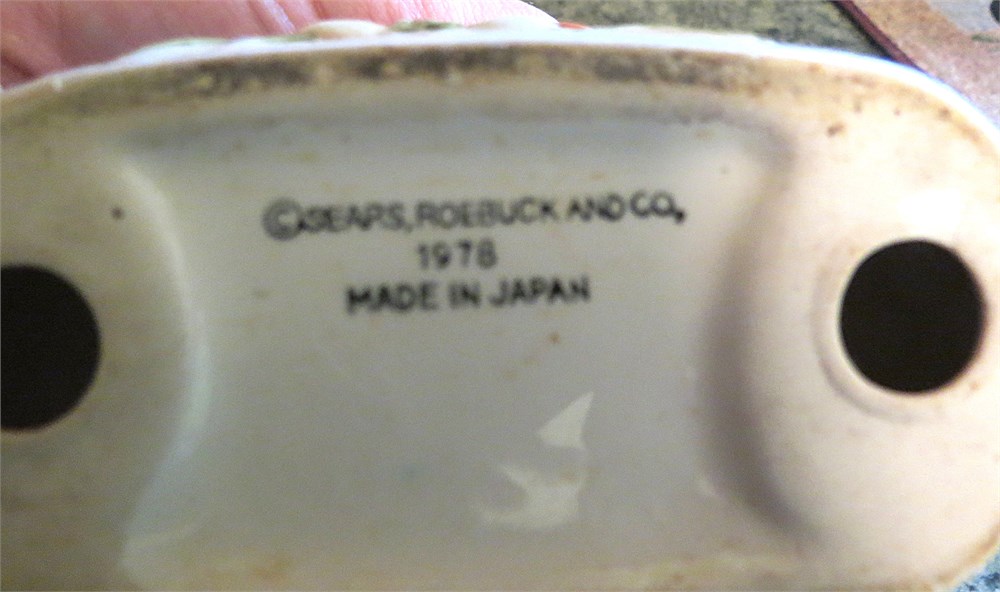 ©SEARS, ROEBUCK AND CO.
1978
MADE IN JAPAN